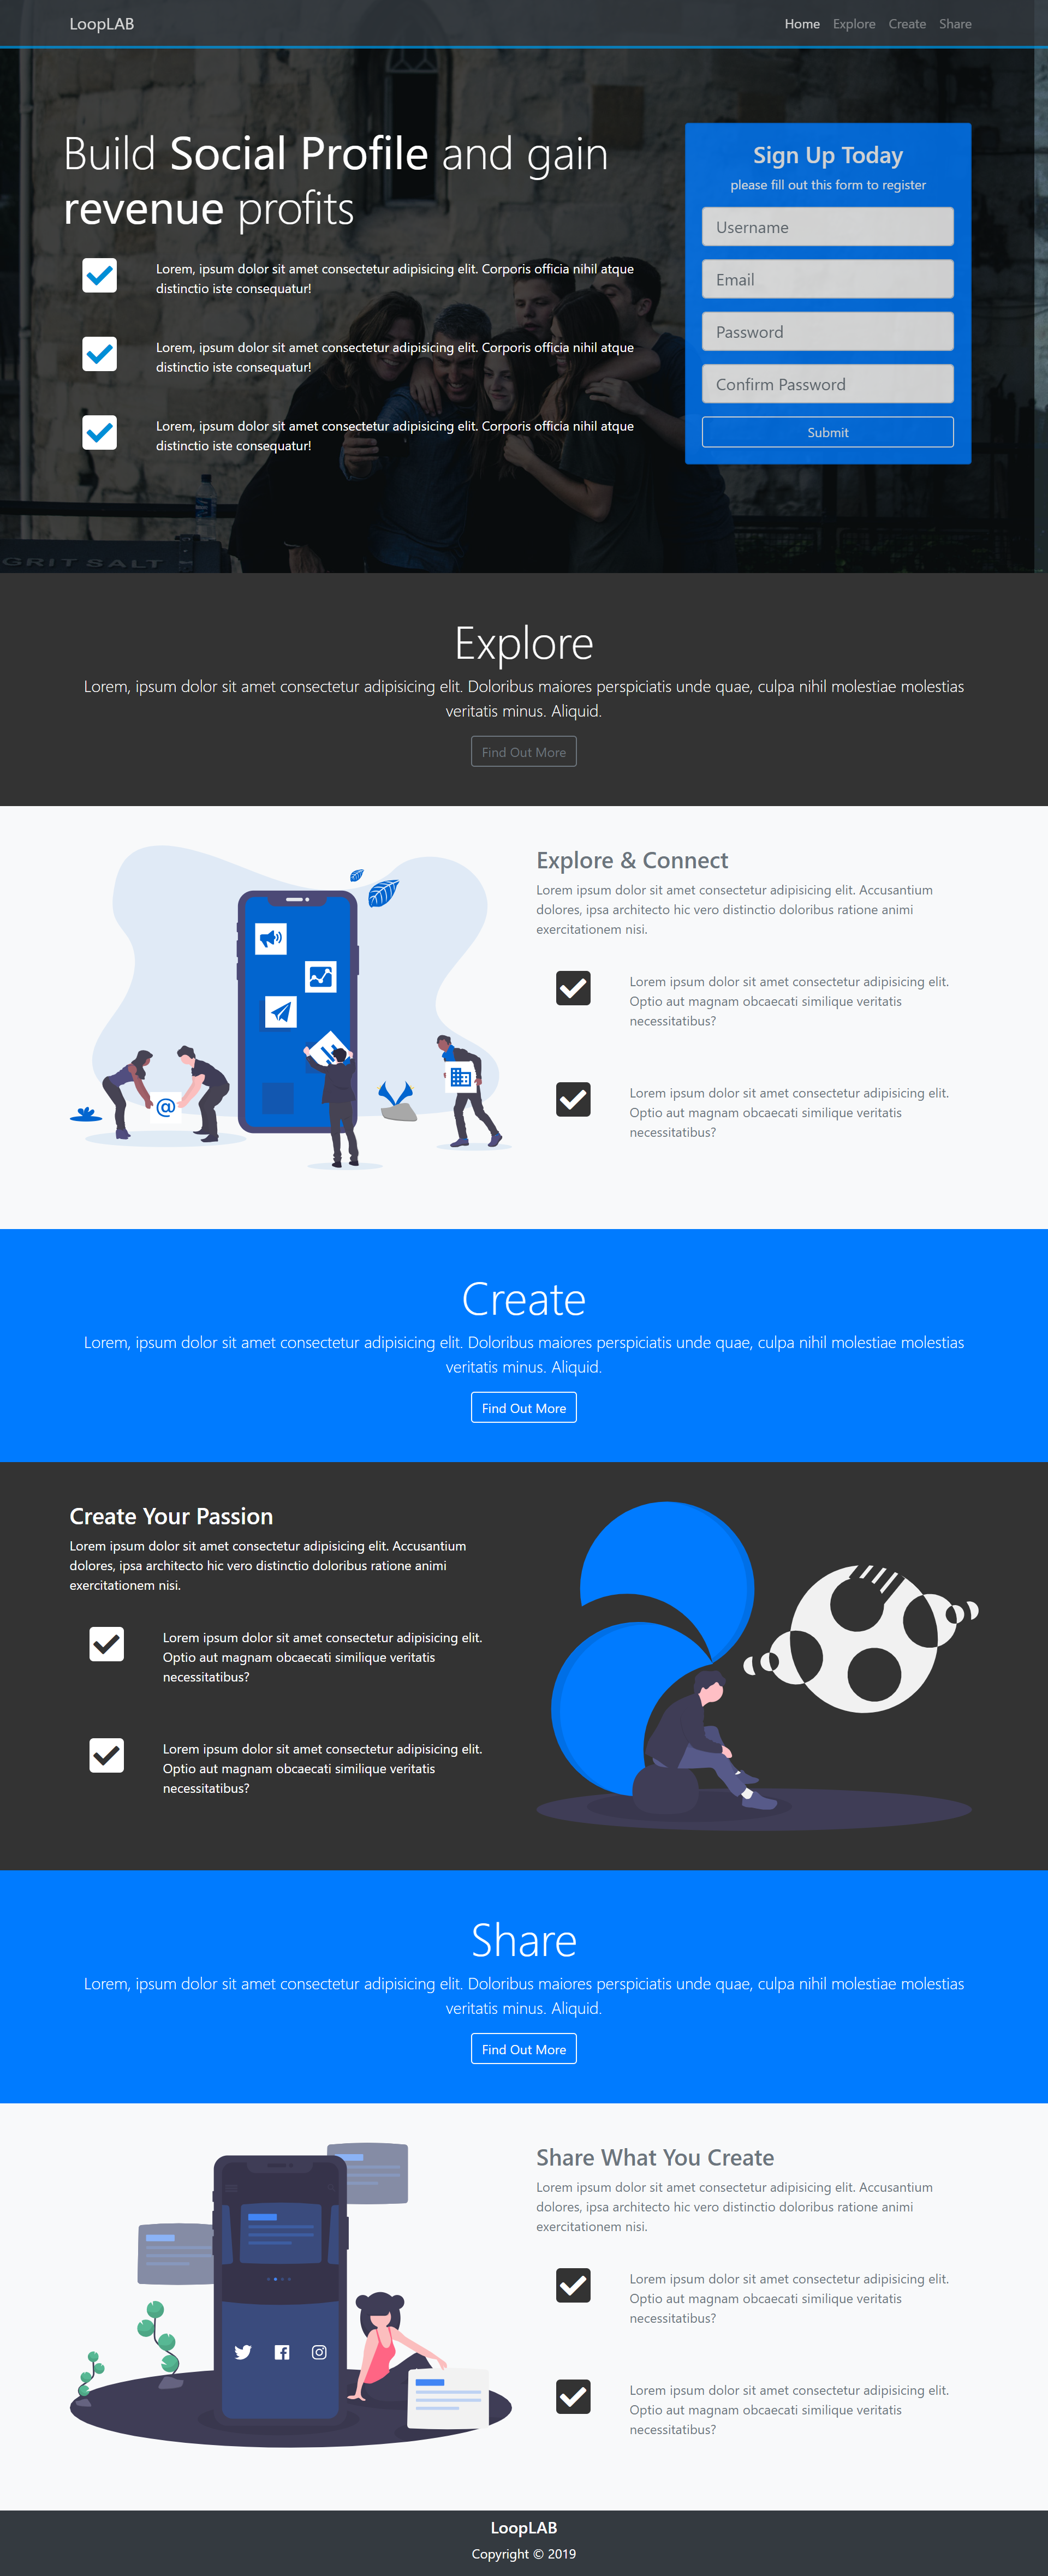 LoopLAB
Home Explore Create Share
Build Social Profile and gain
revenue profits
Lorem, ipsum dolor sit amet consectetur adipisicing elit. Corporis officia nihil atque
distinctio iste consequatur!
Lorem, ipsum dolor sit amet consectetur adipisicing elit. Corporis officia nihil atque
distinctio iste consequatur!
Lorem, ipsum dolor sit amet consectetur adipisicing elit. Corporis officia nihil atque
distinctio iste consequatur!
Sign Up Today
please fill out this form to register
Username
Email
Password
Confirm Password
Submit
GRIT SALT
Explore
Lorem, ipsum dolor sit amet consectetur adipisicing elit. Doloribus maiores perspiciatis unde quae, culpa nihil molestiae molestias
veritatis minus. Aliquid.
Find Out More
@
Explore & Connect
Lorem ipsum dolor sit amet consectetur adipisicing elit. Accusantium
dolores, ipsa architecto hic vero distinctio doloribus ratione animi
exercitationem nisi.
Lorem ipsum dolor sit amet consectetur adipisicing elit.
Optio aut magnam obcaecati similique veritatis
necessitatibus?
Lorem ipsum dolor sit amet consectetur adipisicing elit.
Optio aut magnam obcaecati similique veritatis
necessitatibus?
Create
Lorem, ipsum dolor sit amet consectetur adipisicing elit. Doloribus maiores perspiciatis unde quae, culpa nihil molestiae molestias
veritatis minus. Aliquid.
Find Out More
Create Your Passion
Lorem ipsum dolor sit amet consectetur adipisicing elit. Accusantium
dolores, ipsa architecto hic vero distinctio doloribus ratione animi
exercitationem nisi.
Lorem ipsum dolor sit amet consectetur adipisicing elit.
Optio aut magnam obcaecati similique veritatis
necessitatibus?
Lorem ipsum dolor sit amet consectetur adipisicing elit.
Optio aut magnam obcaecati similique veritatis
necessitatibus?
Share
Lorem, ipsum dolor sit amet consectetur adipisicing elit. Doloribus maiores perspiciatis unde quae, culpa nihil molestiae molestias
veritatis minus. Aliquid.
Find Out More
Share What You Create
Lorem ipsum dolor sit amet consectetur adipisicing elit. Accusantium
dolores, ipsa architecto hic vero distinctio doloribus ratione animi
exercitationem nisi.
Lorem ipsum dolor sit amet consectetur adipisicing elit.
Optio aut magnam obcaecati similique veritatis
necessitatibus?
Lorem ipsum dolor sit amet consectetur adipisicing elit.
Optio aut magnam obcaecati similique veritatis
necessitatibus?
LoopLAB
Copyright © 2019